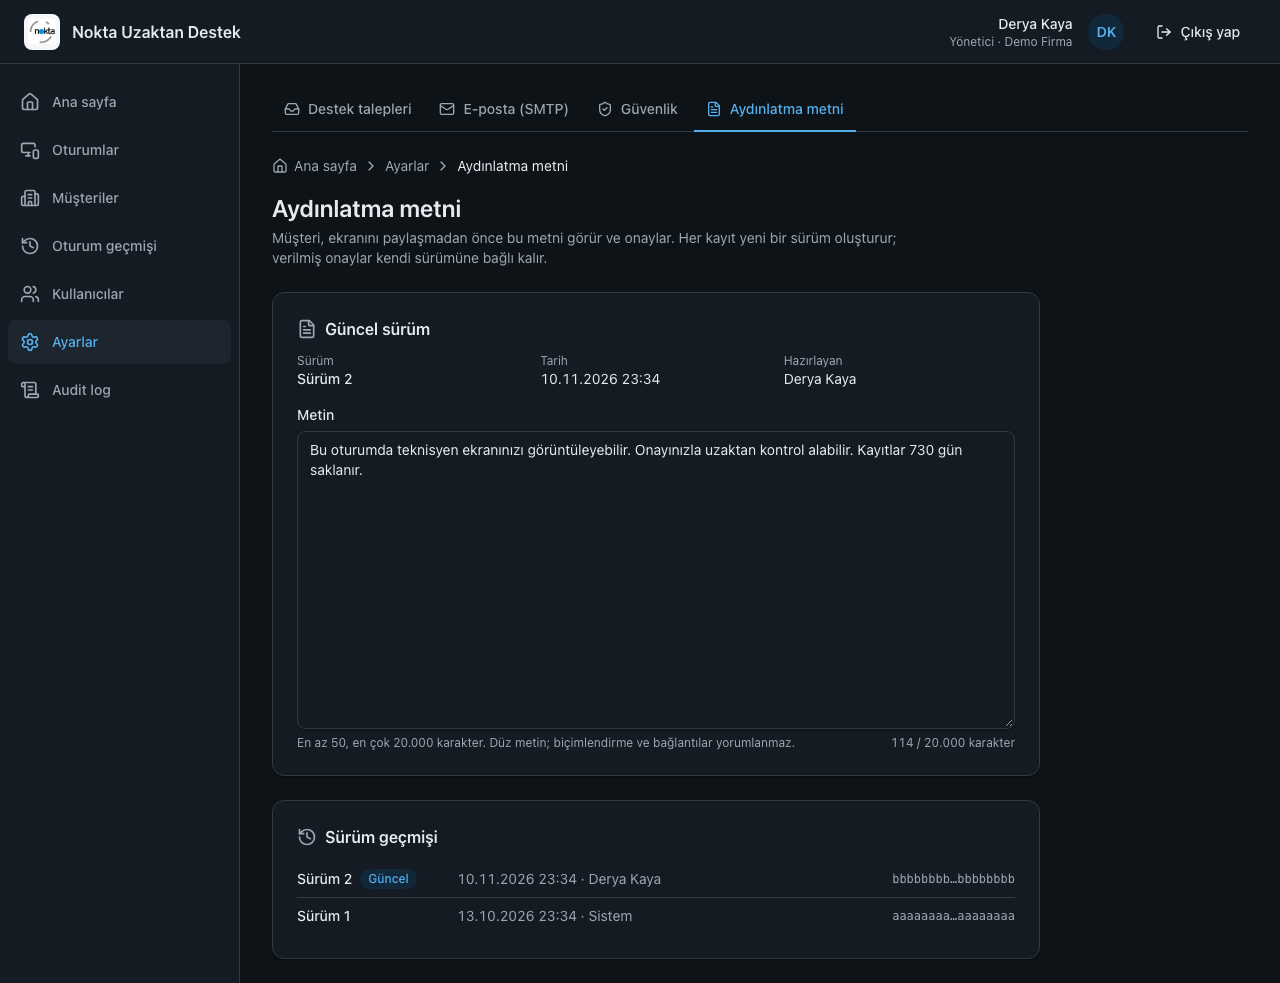 nokta
Nokta Uzaktan Destek
Derya Kaya
Yönetici · Demo Firma
DK
Çıkış yap
Ana sayfa
Oturumlar
Müşteriler
Oturum geçmişi
Kullanıcılar
Ayarlar
Audit log
Destek talepleri
E-posta (SMTP)
Güvenlik
Aydınlatma metni
Ana sayfa > Ayarlar > Aydınlatma metni
Aydınlatma metni
Müşteri, ekranını paylaşmadan önce bu metni görür ve onaylar. Her kayıt yeni bir sürüm oluşturur;
verilmiş onaylar kendi sürümüne bağlı kalır.
Güncel sürüm
Sürüm
Sürüm 2
Tarih
10.11.2026 23:34
Hazırlayan
Derya Kaya
Metin
Bu oturumda teknisyen ekranınızı görüntüleyebilir. Onayınızla uzaktan kontrol alabilir. Kayıtlar 730 gün
saklanır.
En az 50, en çok 20.000 karakter. Düz metin; biçimlendirme ve bağlantılar yorumlanmaz.
114 / 20.000 karakter
Sürüm geçmişi
Sürüm 2 Güncel 10.11.2026 23:34 · Derya Kaya bbbbbbbb…bbbbbbbb
Sürüm 1 13.10.2026 23:34 · Sistem aaaaaaaa…aaaaaaaa